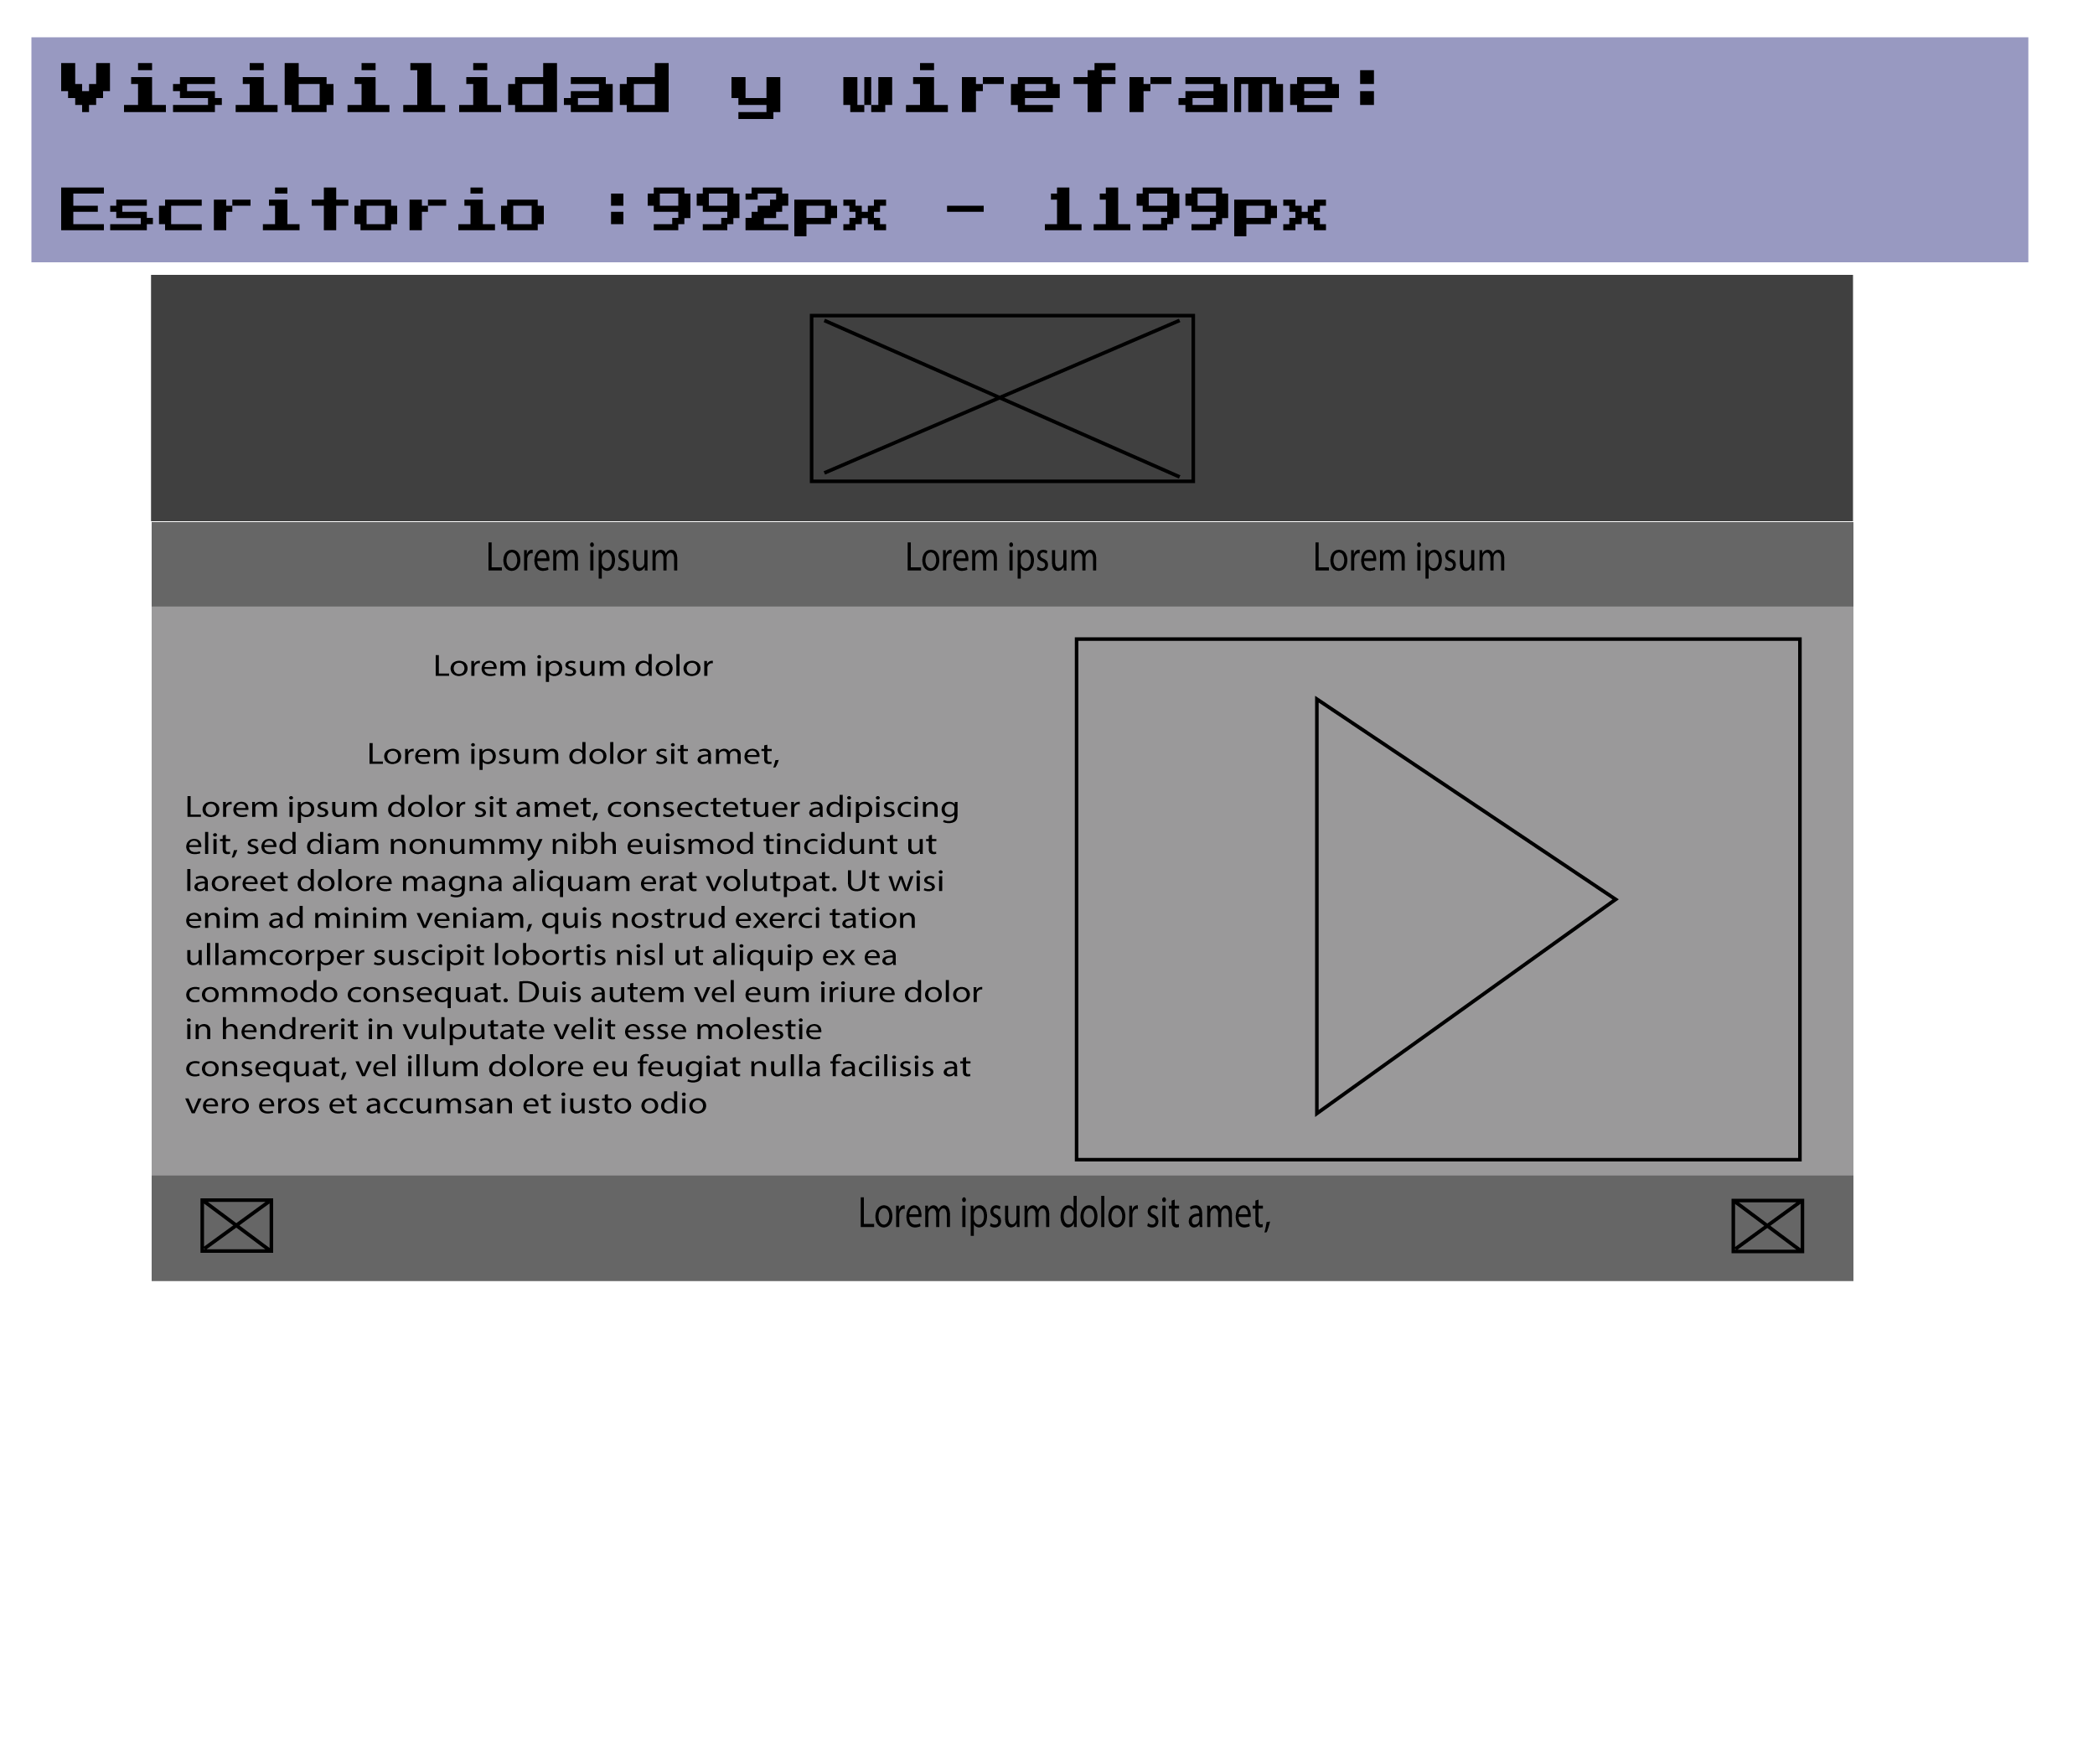 Visibilidad y wireframe:
Escritorio :992px - 1199px
Lorem ipsum
Lorem ipsum
Lorem ipsum
Lorem ipsum dolor
Lorem ipsum dolor sit amet,
Lorem ipsum dolor sit amet, consectetuer adipiscing
elit, sed diam nonummy nibh euismod tincidunt ut
laoreet dolore magna aliquam erat volutpat. Ut wisi
enim ad minim veniam, quis nostrud exerci tation
ullamcorper suscipit lobortis nisl ut aliquip ex ea
commodo consequat. Duis autem vel eum iriure dolor
in hendrerit in vulputate velit esse molestie
consequat, vel illum dolore eu feugiat nulla facilisis at
vero eros et accumsan et iusto odio
Lorem ipsum dolor sit amet,